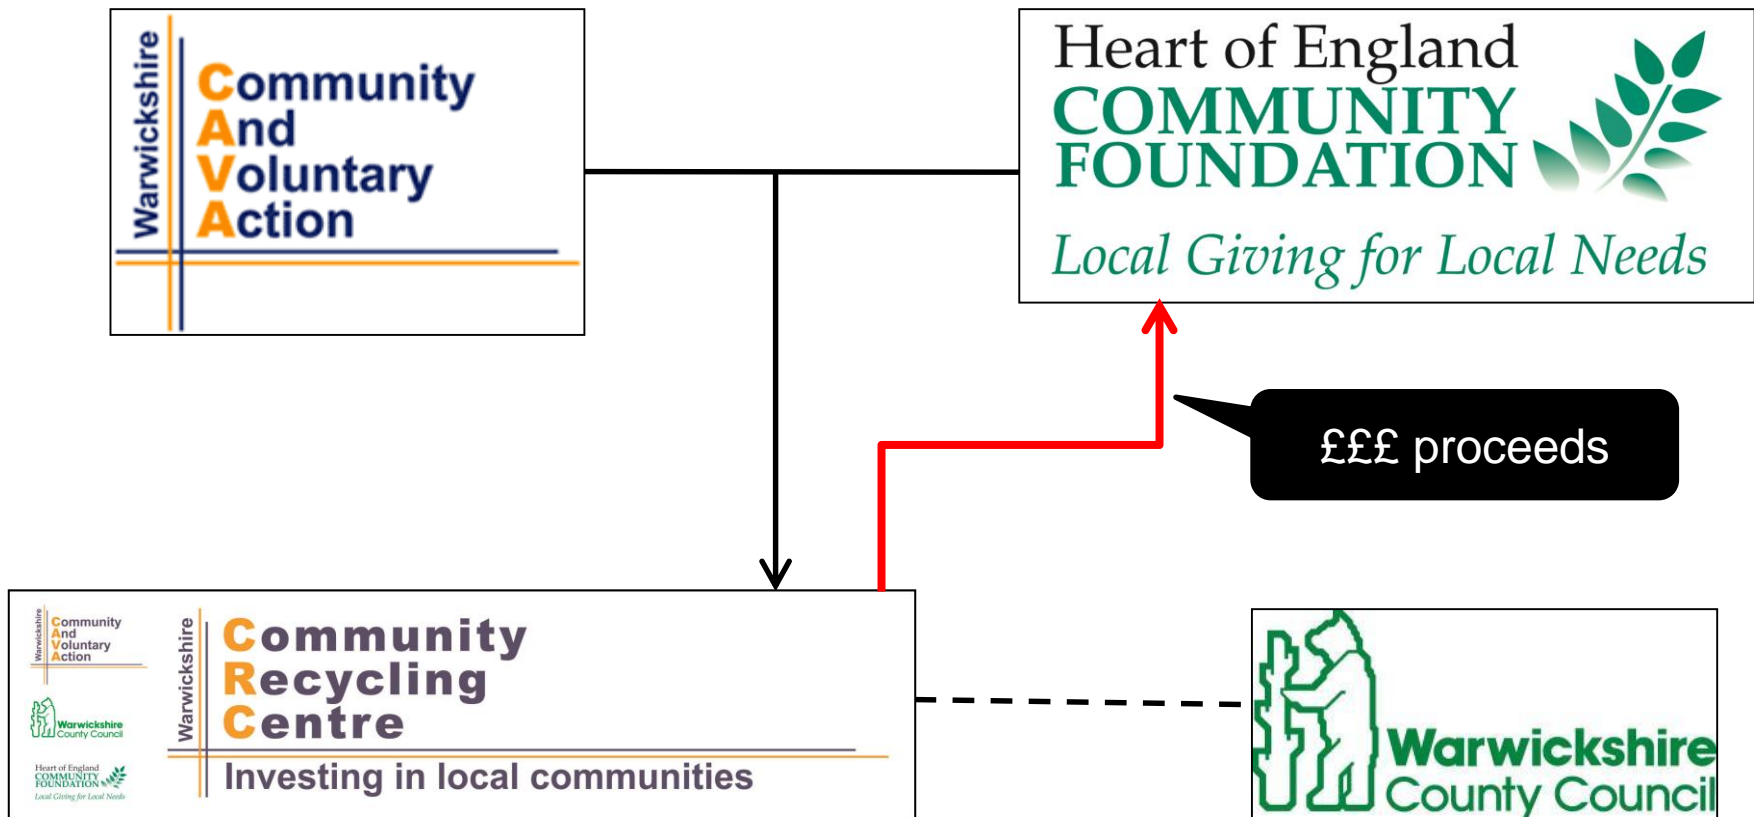 Warwickshire
Community
And
Voluntary
Action
Heart of England
COMMUNITY
FOUNDATION
Local Giving for Local Needs
£££ proceeds
Warwickshire
Community
And
Voluntary
Action
Warwickshire
County Council
Heart of England
COMMUNITY
FOUNDATION
Local Giving for Local Needs
Warwickshire
Community
Recycling
Centre
Investing in local communities
Warwickshire
County Council